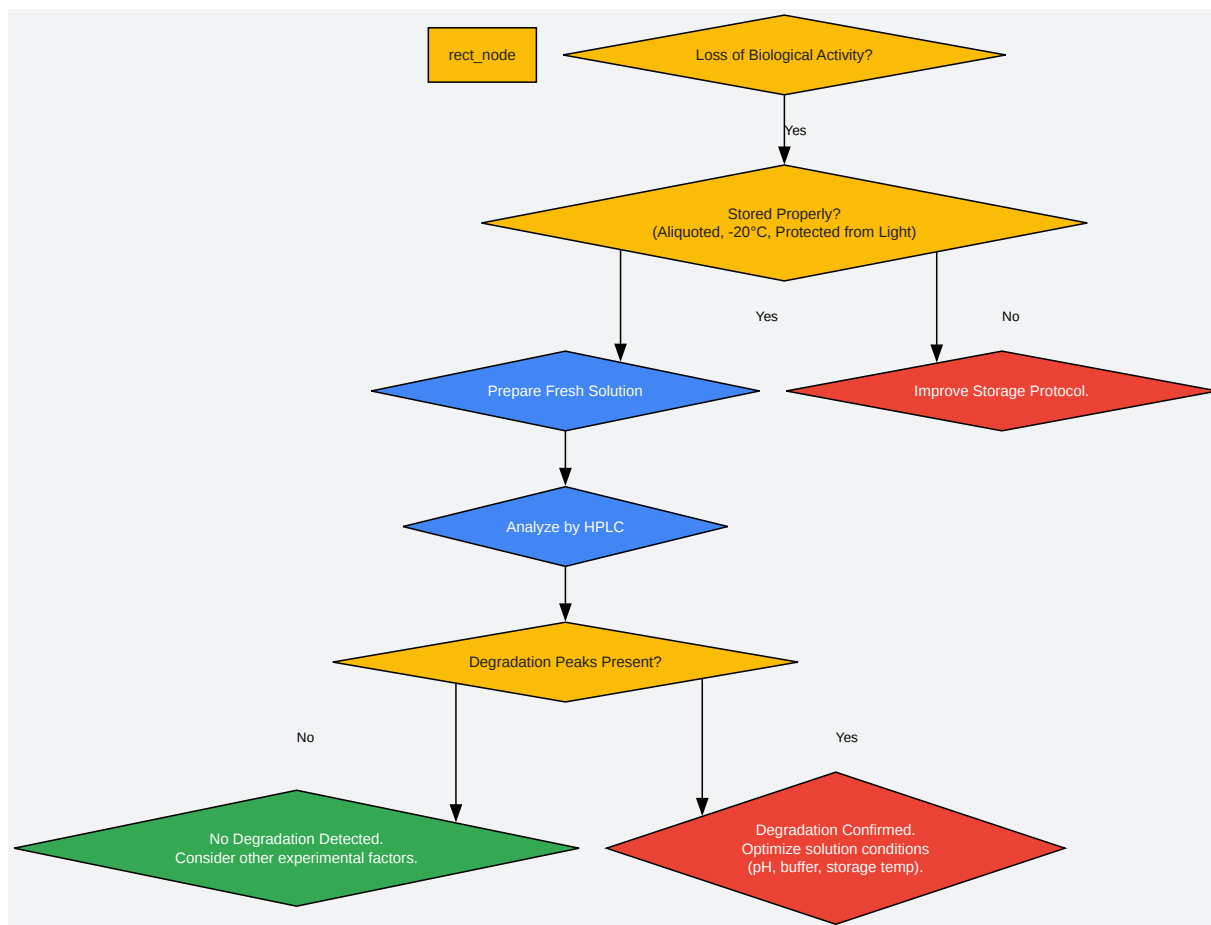 rect_node
Loss of Biological Activity?
Yes
Stored Properly?
(Aliquoted, -20°C, Protected from Light)
Yes
No
Prepare Fresh Solution
Improve Storage Protocol.
Analyze by HPLC
Degradation Peaks Present?
No
Yes
No Degradation Detected.
Consider other experimental factors.
Degradation Confirmed.
Optimize solution conditions
(pH, buffer, storage temp).